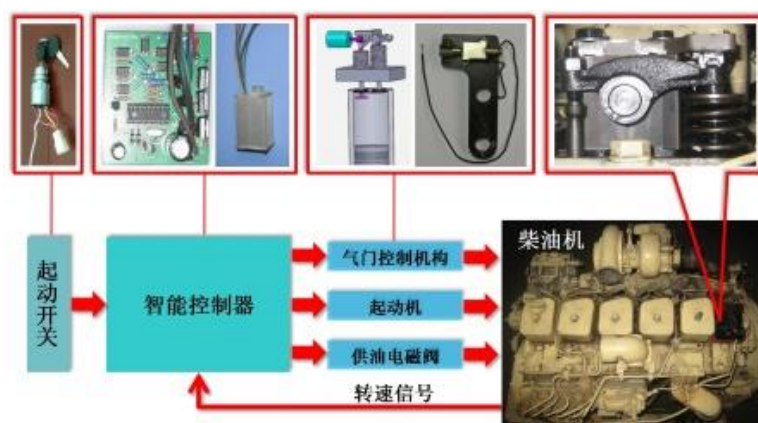 起动开关
智能控制器
气门控制机构
起动机
供油电磁阀
柴油机
转速信号